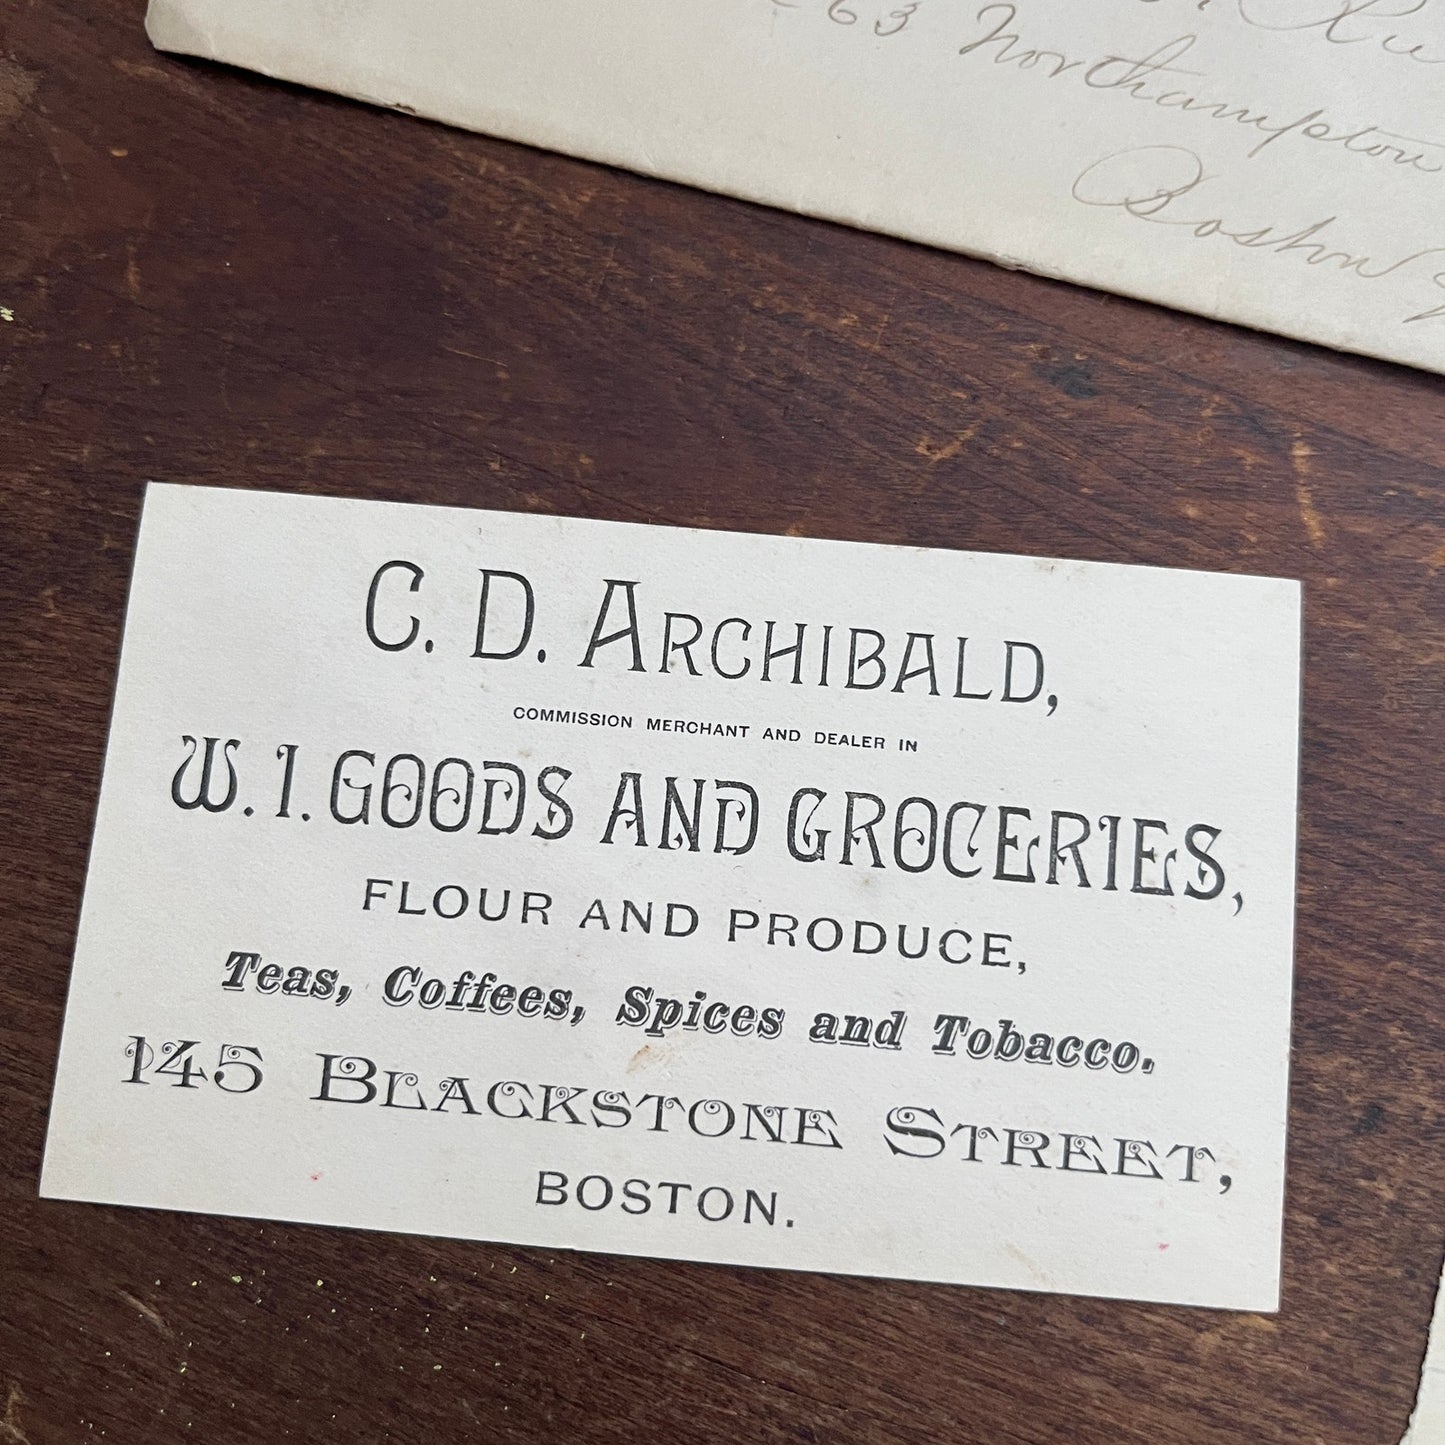 63 Northampton
Boston
C. D. ARCHIBALD,
COMMISSION MERCHANT AND DEALER IN
W. I. GOODS AND GROCERIES,
FLOUR AND PRODUCE,
Teas, Coffees, Spices and Tobacco.
145 BLACKSTONE STREET,
BOSTON.